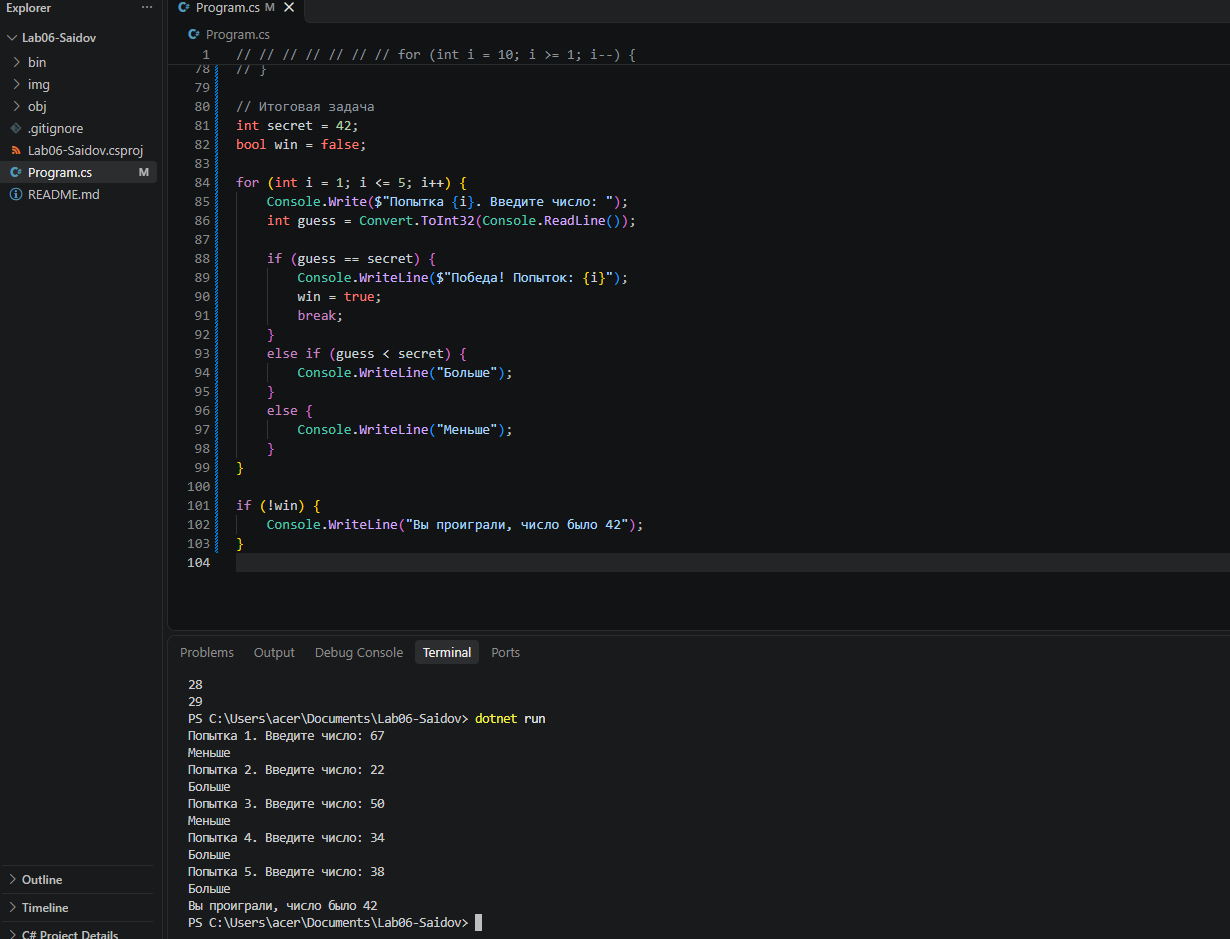 Explorer
···
Lab06-Saidov
bin
img
obj
.gitignore
Lab06-Saidov.csproj
Program.cs M
README.md
Outline
Timeline
C# Project Details
C# Program.cs M
C# Program.cs
1 // // // // // // // for (int i = 10; i >= 1; i--) {
78 // }
79
80 // Итоговая задача
81 int secret = 42;
82 bool win = false;
83
84 for (int i = 1; i <= 5; i++) {
85     Console.Write($"Попытка {i}. Введите число: ");
86     int guess = Convert.ToInt32(Console.ReadLine());
87
88     if (guess == secret) {
89         Console.WriteLine($"Победа! Попыток: {i}");
90         win = true;
91         break;
92     }
93     else if (guess < secret) {
94         Console.WriteLine("Больше");
95     }
96     else {
97         Console.WriteLine("Меньше");
98     }
99 }
100
101 if (!win) {
102     Console.WriteLine("Вы проиграли, число было 42");
103 }
104
Problems Output Debug Console Terminal Ports
28
29
PS C:\Users\acer\Documents\Lab06-Saidov> dotnet run
Попытка 1. Введите число: 67
Меньше
Попытка 2. Введите число: 22
Больше
Попытка 3. Введите число: 50
Меньше
Попытка 4. Введите число: 34
Больше
Попытка 5. Введите число: 38
Больше
Вы проиграли, число было 42
PS C:\Users\acer\Documents\Lab06-Saidov>